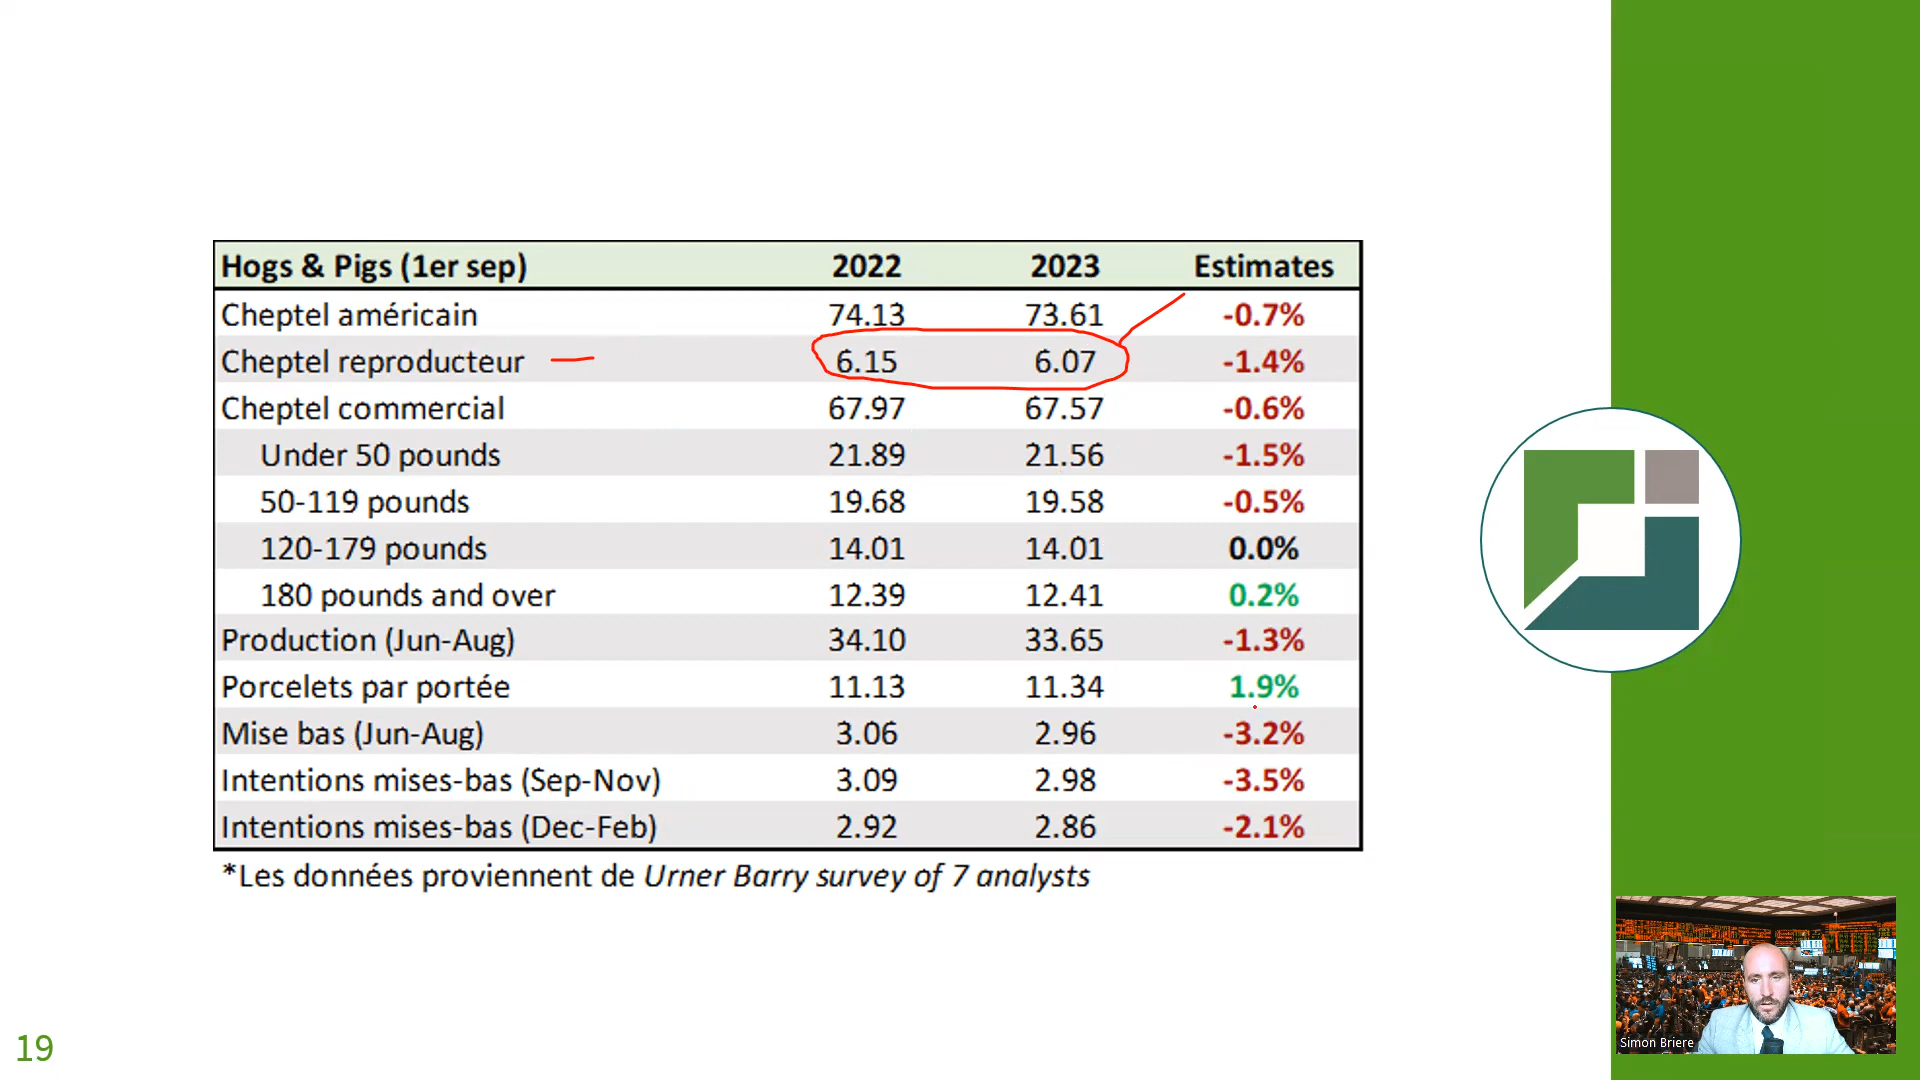 Hogs & Pigs (1er sep) 2022 2023 Estimates
Cheptel américain 74.13 73.61 -0.7%
Cheptel reproducteur 6.15 6.07 -1.4%
Cheptel commercial 67.97 67.57 -0.6%
Under 50 pounds 21.89 21.56 -1.5%
50-119 pounds 19.68 19.58 -0.5%
120-179 pounds 14.01 14.01 0.0%
180 pounds and over 12.39 12.41 0.2%
Production (Jun-Aug) 34.10 33.65 -1.3%
Porcelets par portée 11.13 11.34 1.9%
Mise bas (Jun-Aug) 3.06 2.96 -3.2%
Intentions mises-bas (Sep-Nov) 3.09 2.98 -3.5%
Intentions mises-bas (Dec-Feb) 2.92 2.86 -2.1%
*Les données proviennent de Urner Barry survey of 7 analysts
Simon Briere
19